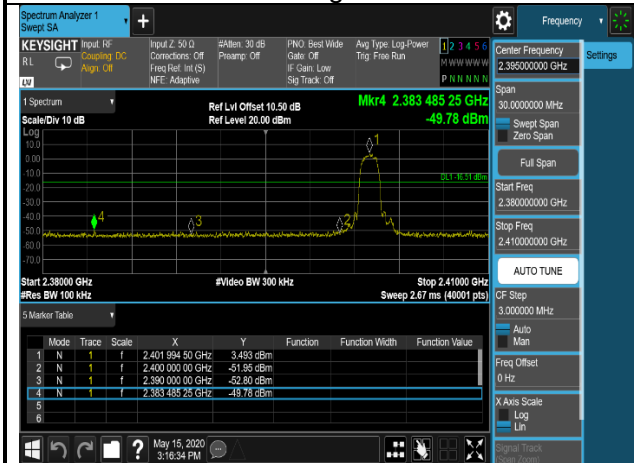 Spectrum Analyzer 1
Swept SA
+
Frequency
KEYSIGHT
RL
LW
Input: RF
Coupling: DC
Align: Off
Input Z: 50 Ω
Corrections: Off
Freq Ref: Int (S)
NFE: Adaptive
#Atten: 30 dB
Preamp: Off
PNO: Best Wide
Gate: Off
IF Gain: Low
Sig Track: Off
Avg Type: Log-Power
Trig: Free Run
1 2 3 4 5 6
M W W W W W
P N N N N N
1 Spectrum
Scale/Div 10 dB
Ref Lvl Offset 10.50 dB
Ref Level 20.00 dBm
Mkr4 2.383 485 25 GHz
-49.78 dBm
Log
10.0
0.00
-10.0
-20.0
-30.0
-40.0
-50.0
-60.0
-70.0
1
2
3
4
Start 2.38000 GHz
#Res BW 100 kHz
#Video BW 300 kHz
Stop 2.41000 GHz
Sweep 2.67 ms (40001 pts)
5 Marker Table
Mode Trace Scale X Y Function Function Width Function Value
1 N 1 f 2.401 994 50 GHz 3.493 dBm
2 N 1 f 2.400 000 00 GHz -51.95 dBm
3 N 1 f 2.390 000 00 GHz -52.80 dBm
4 N 1 f 2.383 485 25 GHz -49.78 dBm
5
6
?
May 15, 2020
3:16:34 PM
Center Frequency
2.395000000 GHz
Settings
Span
30.0000000 MHz
Swept Span
Zero Span
Full Span
Start Freq
2.380000000 GHz
Stop Freq
2.410000000 GHz
AUTO TUNE
CF Step
3.000000 MHz
Auto
Man
Freq Offset
0 Hz
X Axis Scale
Log
Lin
Signal Track
(Span Zoom)